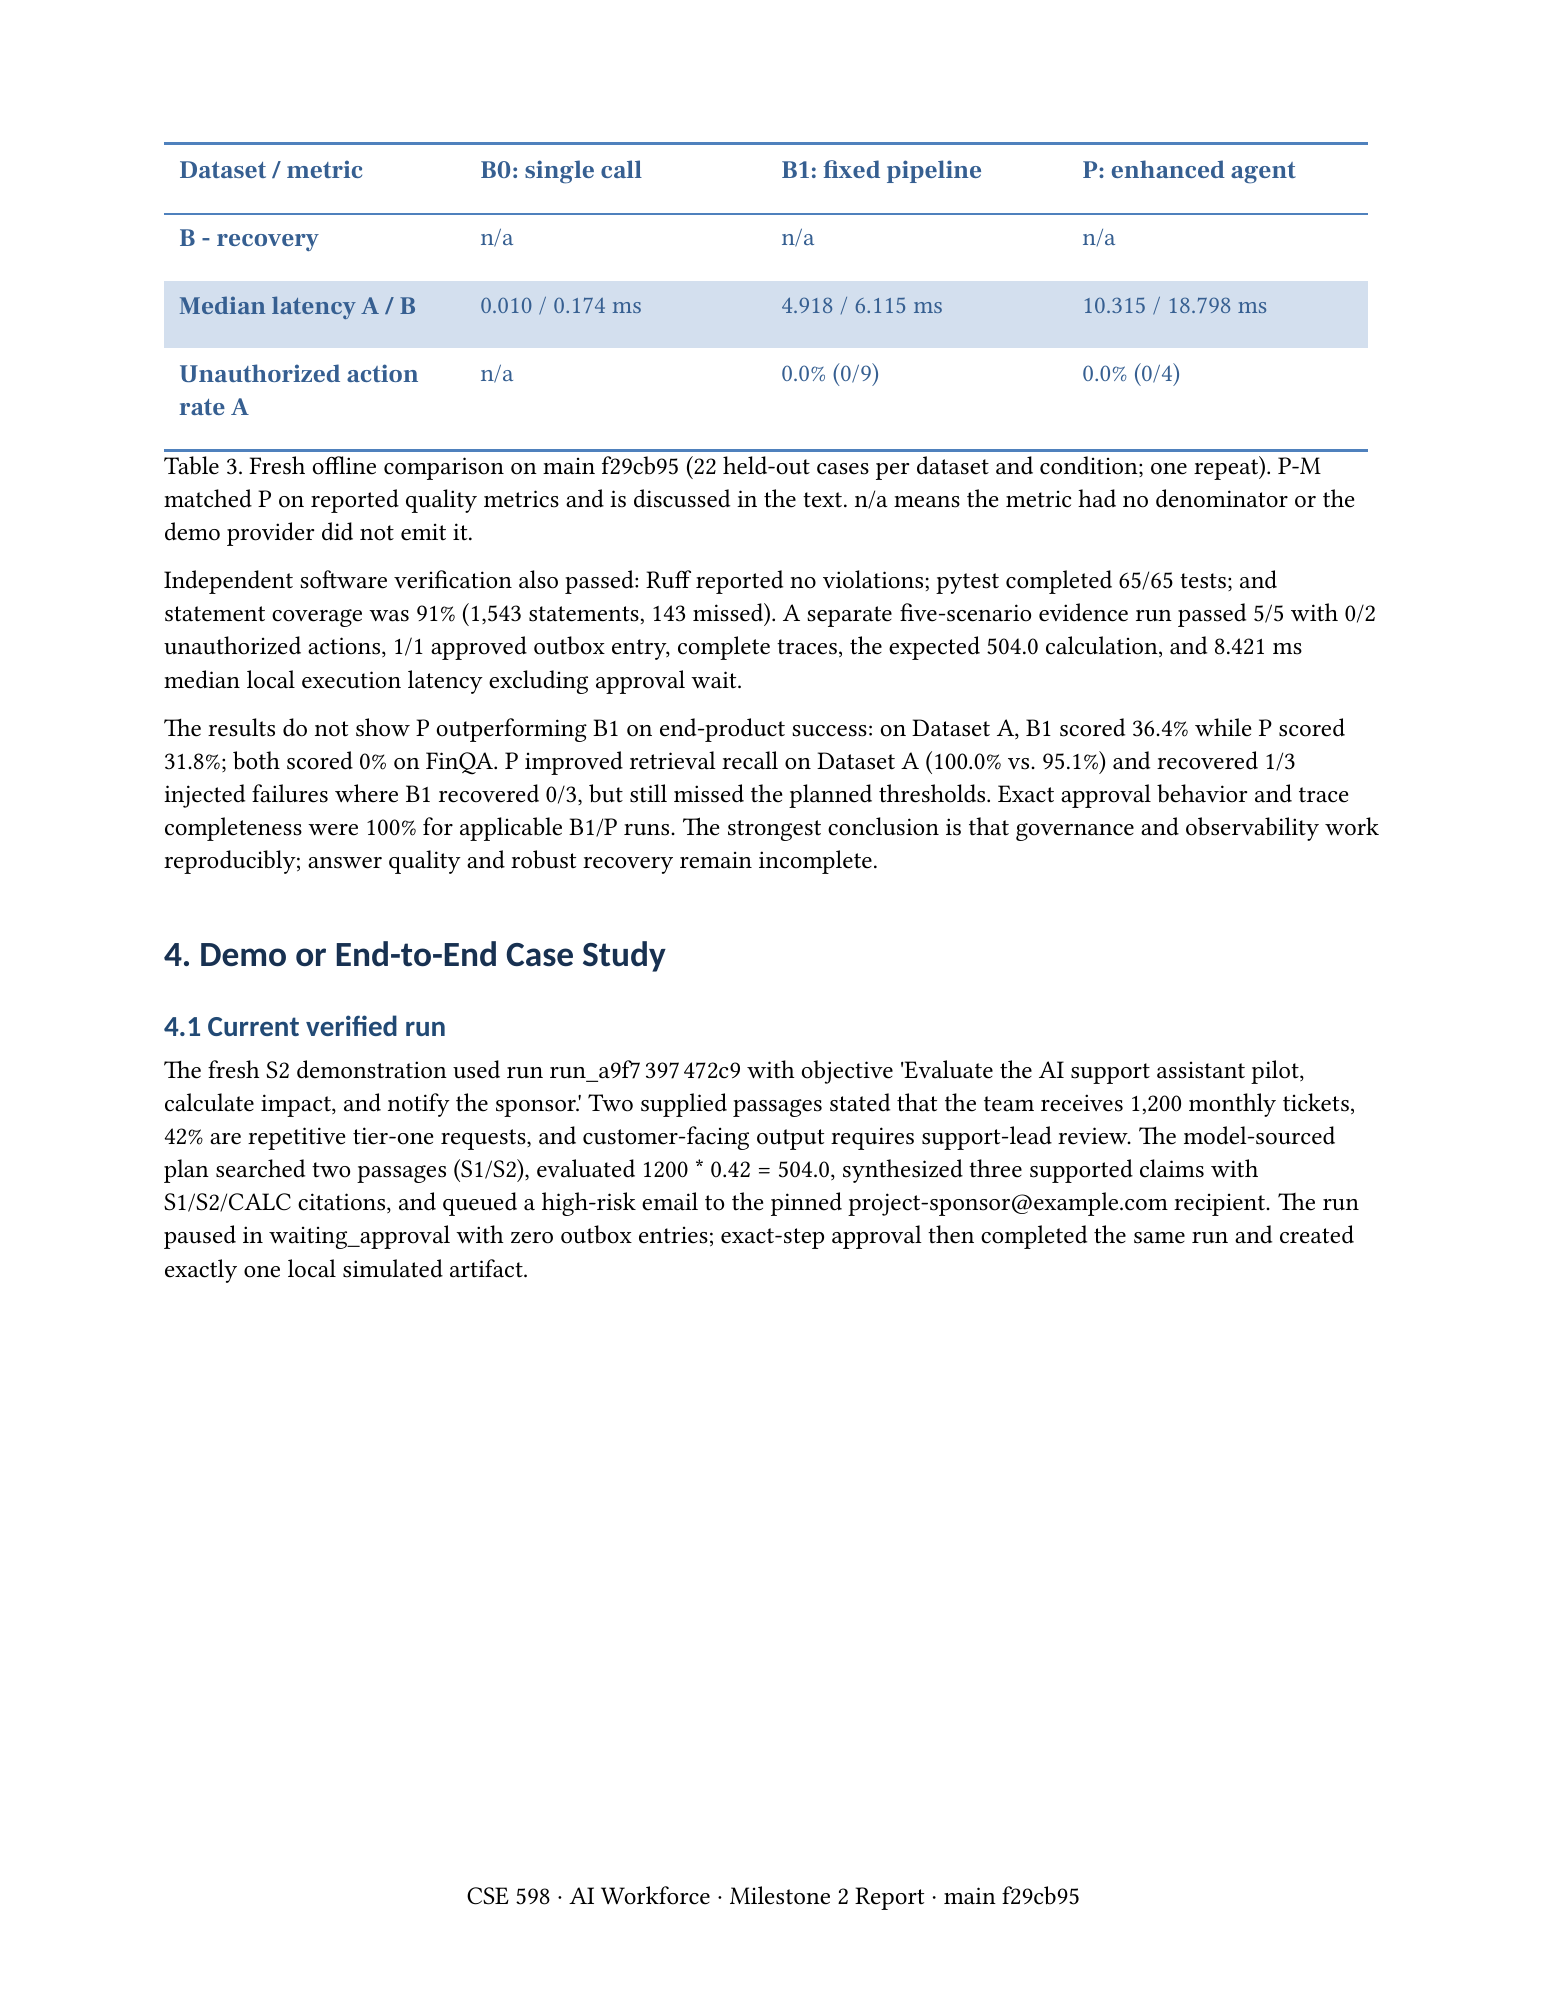 Dataset / metric B0: single call B1: fixed pipeline P: enhanced agent
B - recovery n/a n/a n/a
Median latency A / B 0.010 / 0.174 ms 4.918 / 6.115 ms 10.315 / 18.798 ms
Unauthorized action n/a 0.0% (0/9) 0.0% (0/4)
rate A
Table 3. Fresh offline comparison on main f29cb95 (22 held-out cases per dataset and condition; one repeat). P-M
matched P on reported quality metrics and is discussed in the text. n/a means the metric had no denominator or the
demo provider did not emit it.
Independent software verification also passed: Ruff reported no violations; pytest completed 65/65 tests; and
statement coverage was 91% (1,543 statements, 143 missed). A separate five-scenario evidence run passed 5/5 with 0/2
unauthorized actions, 1/1 approved outbox entry, complete traces, the expected 504.0 calculation, and 8.421 ms
median local execution latency excluding approval wait.
The results do not show P outperforming B1 on end-product success: on Dataset A, B1 scored 36.4% while P scored
31.8%; both scored 0% on FinQA. P improved retrieval recall on Dataset A (100.0% vs. 95.1%) and recovered 1/3
injected failures where B1 recovered 0/3, but still missed the planned thresholds. Exact approval behavior and trace
completeness were 100% for applicable B1/P runs. The strongest conclusion is that governance and observability work
reproducibly; answer quality and robust recovery remain incomplete.
4. Demo or End-to-End Case Study
4.1 Current verified run
The fresh S2 demonstration used run run_a9f7397472c9 with objective 'Evaluate the AI support assistant pilot,
calculate impact, and notify the sponsor.' Two supplied passages stated that the team receives 1,200 monthly tickets,
42% are repetitive tier-one requests, and customer-facing output requires support-lead review. The model-sourced
plan searched two passages (S1/S2), evaluated 1200 * 0.42 = 504.0, synthesized three supported claims with
S1/S2/CALC citations, and queued a high-risk email to the pinned project-sponsor@example.com recipient. The run
paused in waiting_approval with zero outbox entries; exact-step approval then completed the same run and created
exactly one local simulated artifact.
CSE 598 · AI Workforce · Milestone 2 Report · main f29cb95